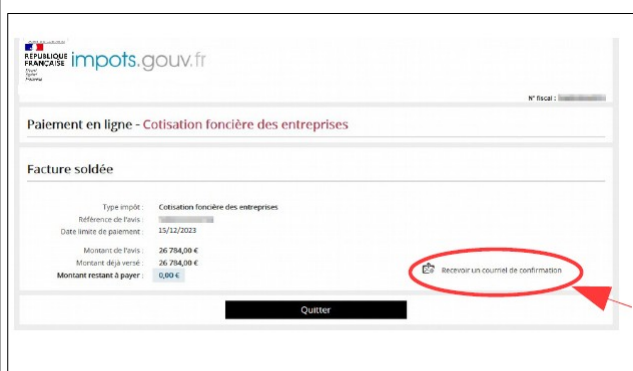 RÉPUBLIQUE
FRANÇAISE
impots.gouv.fr
N° fiscal :
Paiement en ligne - Cotisation foncière des entreprises
Facture soldée
Type impôt : Cotisation foncière des entreprises
Référence de l'avis :
Date limite de paiement : 15/12/2023
Montant de l'avis : 26 784,00 €
Montant déjà versé : 26 784,00 €
Montant restant à payer : 0,00 €
Recevoir un courriel de confirmation
Quitter